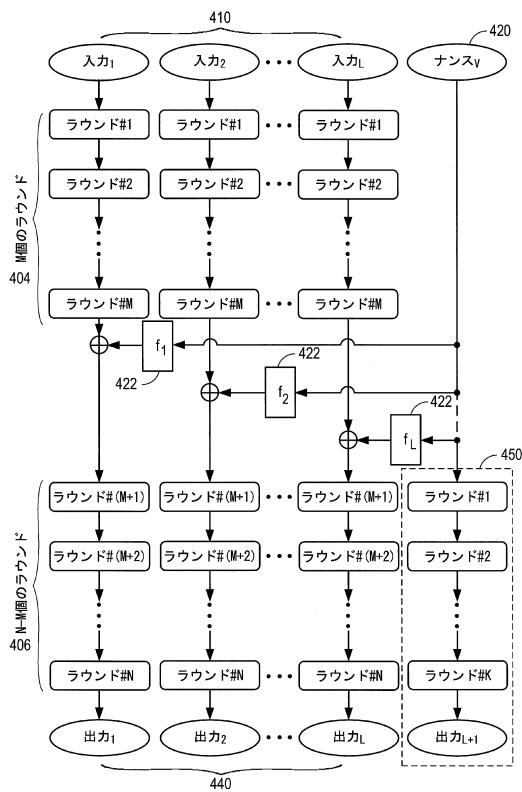 410
420
入力1 入力2 ••• 入力L ナンスV
ラウンド#1 ラウンド#1 ••• ラウンド#1
ラウンド#2 ラウンド#2 ••• ラウンド#2
M個のラウンド
404
ラウンド#M ラウンド#M ••• ラウンド#M
f1
422
f2
422
fL
422
450
ラウンド#(M+1) ラウンド#(M+1) ••• ラウンド#(M+1) ラウンド#1
ラウンド#(M+2) ラウンド#(M+2) ••• ラウンド#(M+2) ラウンド#2
N-M個のラウンド
406
ラウンド#N ラウンド#N ••• ラウンド#N ラウンド#K
出力1 出力2 ••• 出力L 出力L+1
440